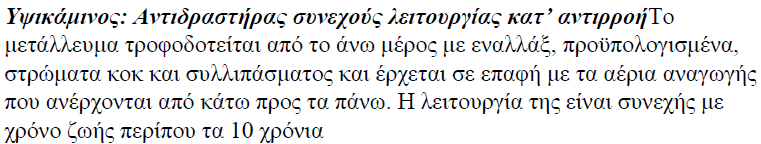 Υψικάμινος: Αντιδραστήρας συνεχούς λειτουργίας κατ’ αντιρροήΤο
μετάλλευμα τροφοδοτείται από το άνω μέρος με εναλλάξ, προϋπολογισμένα,
στρώματα κοκ και συλλιπάσματος και έρχεται σε επαφή με τα αέρια αναγωγής
που ανέρχονται από κάτω προς τα πάνω. Η λειτουργία της είναι συνεχής με
χρόνο ζωής περίπου τα 10 χρόνια